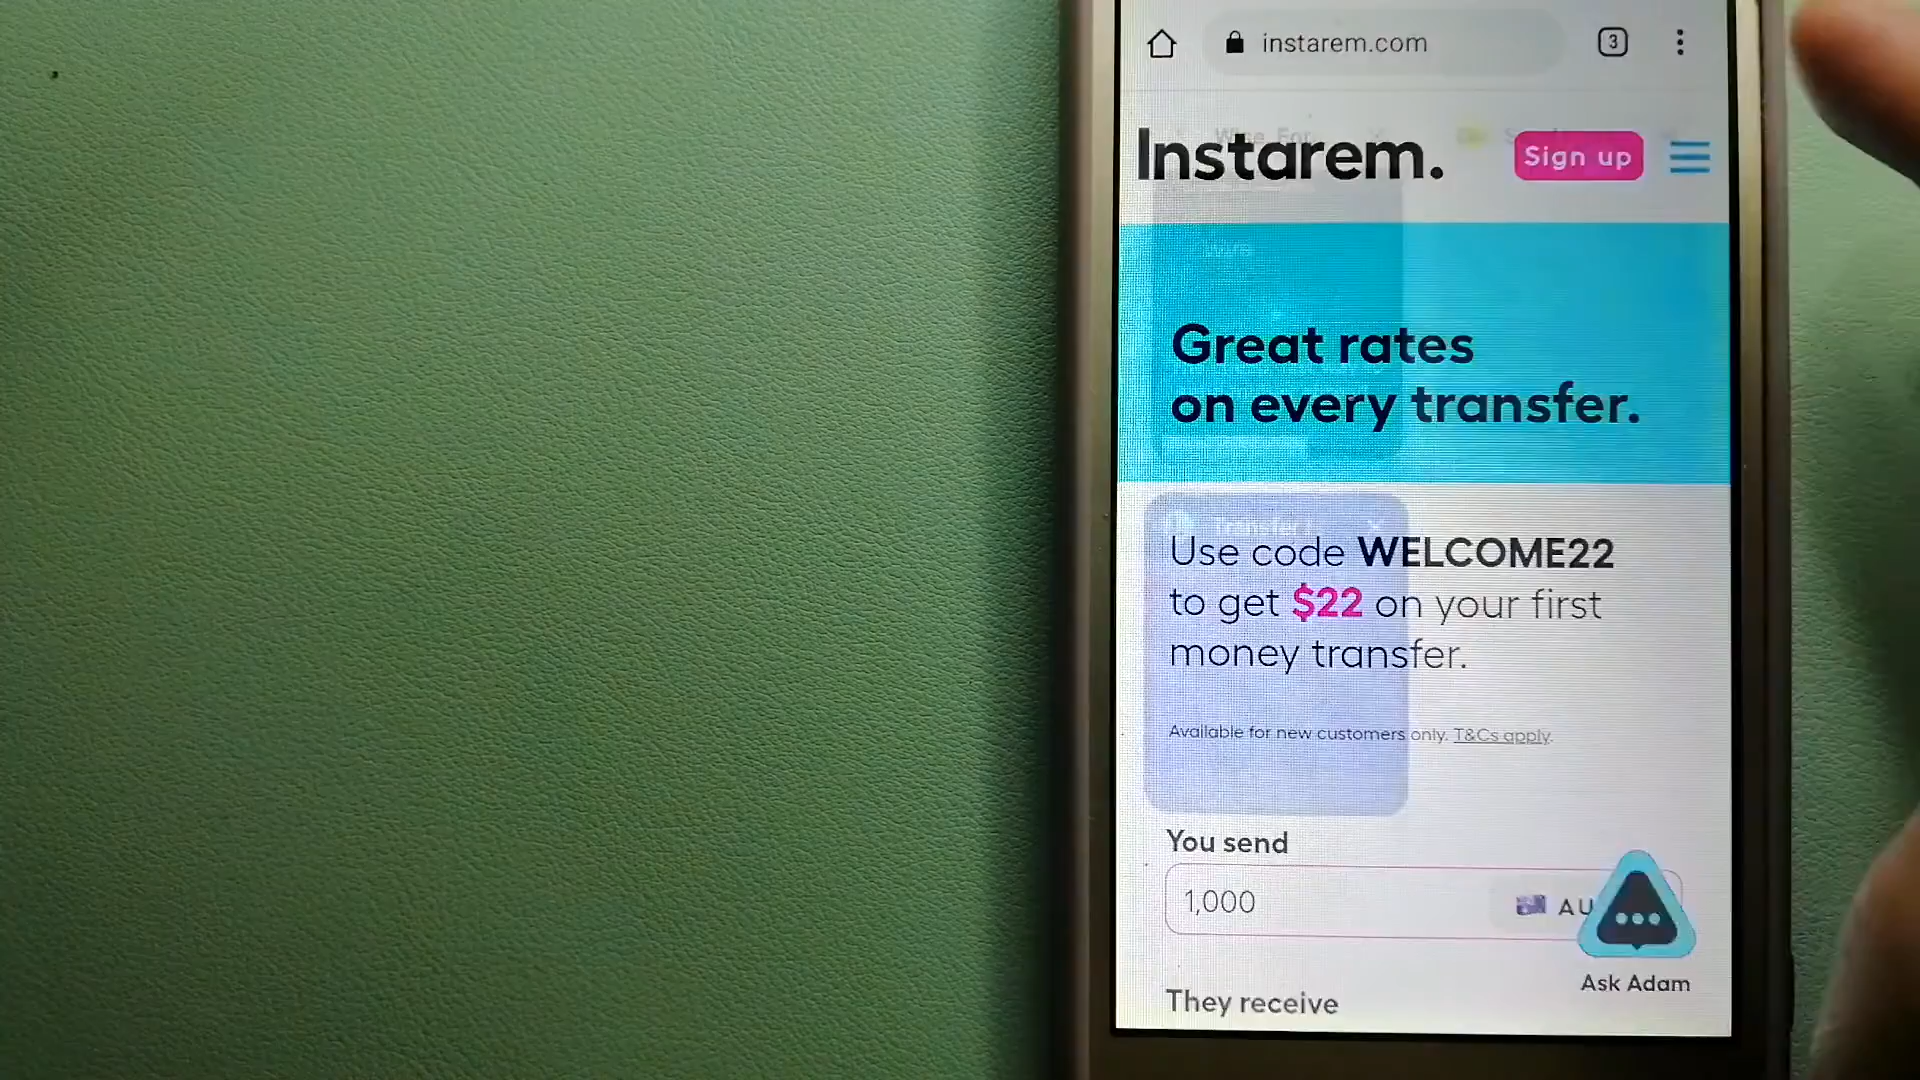 instarem.com
3
Instarem.
Sign up
Great rates
on every transfer.
Transfer
Use code WELCOME22
to get $22 on your first
money transfer.
Available for new customers only. T&Cs apply.
You send
1,000
AU
Ask Adam
They receive